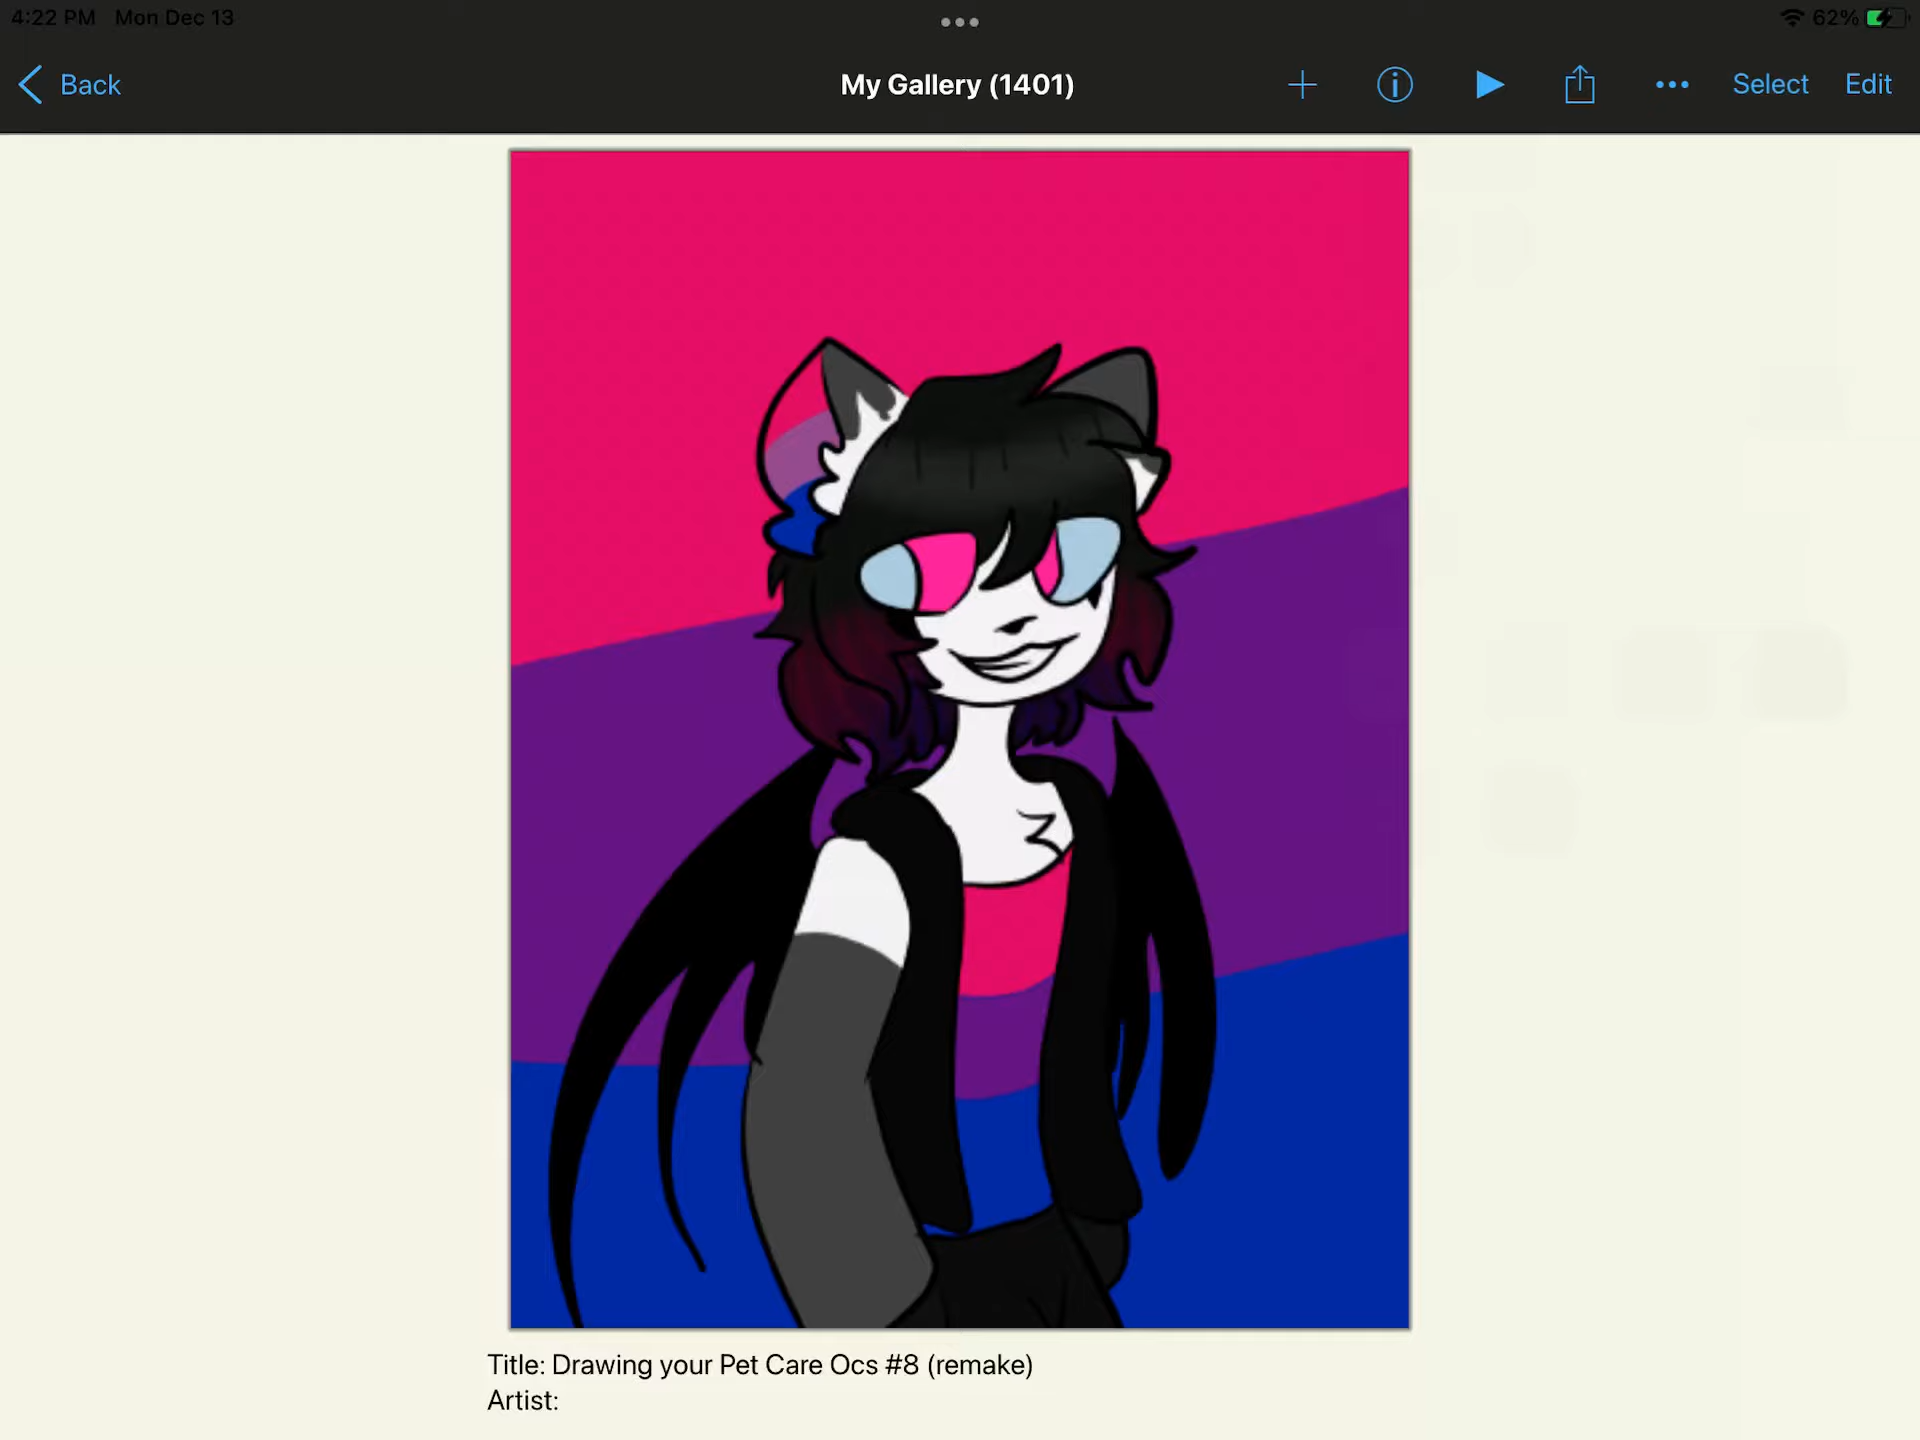 4:22 PM Mon Dec 13
62%
Back
My Gallery (1401)
Select
Edit
Title: Drawing your Pet Care Ocs #8 (remake)
Artist: